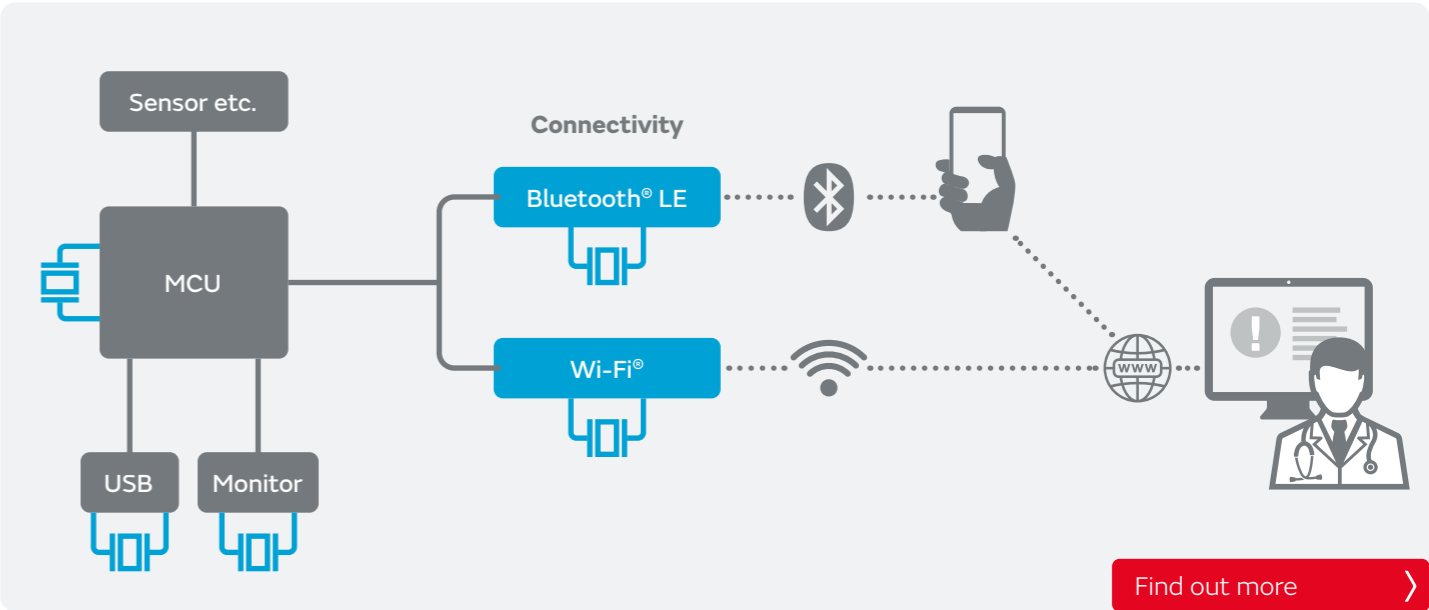 Sensor etc.
Connectivity
Bluetooth® LE
MCU
Wi-Fi®
WWW
USB
Monitor
Find out more